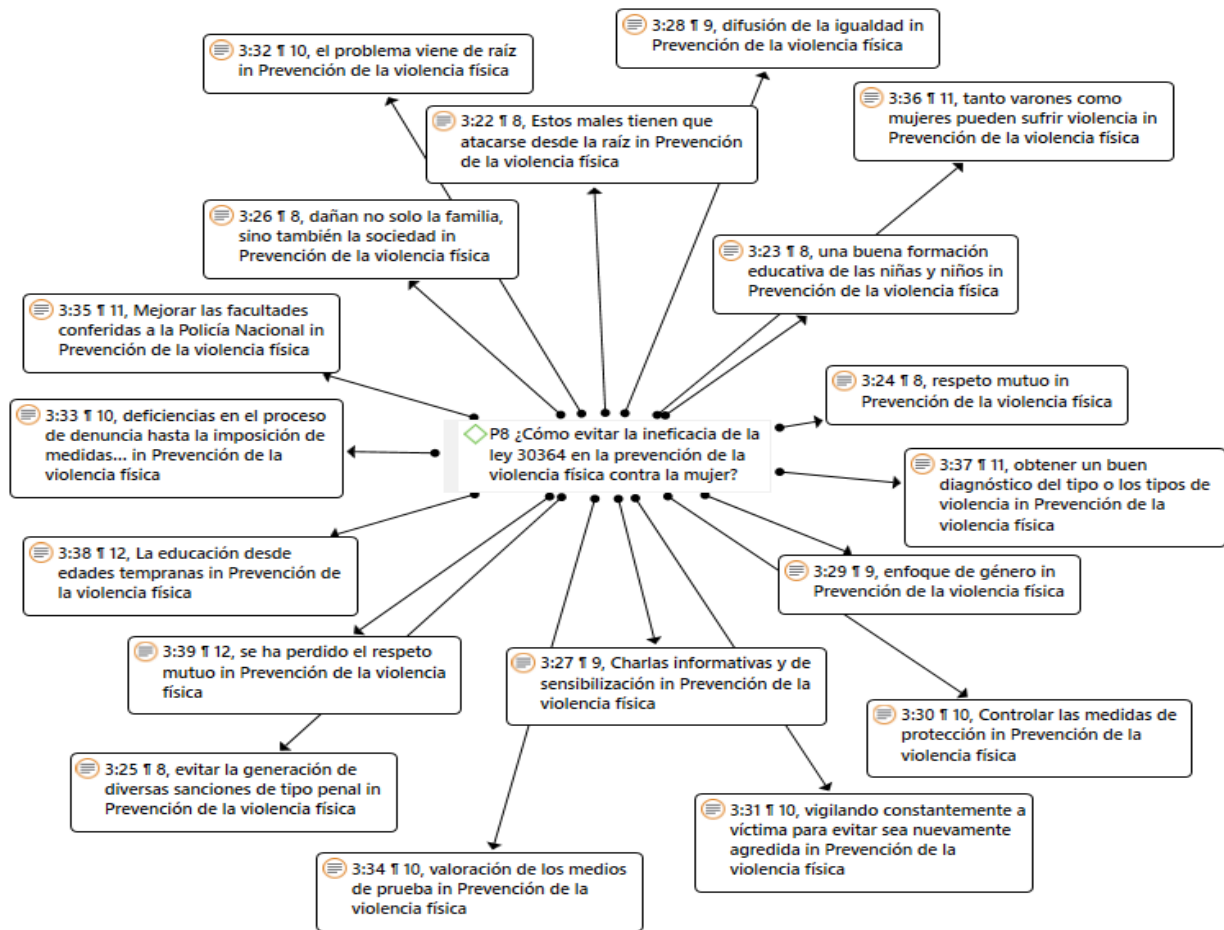 3:28 ¶ 9, difusión de la igualdad in
Prevención de la violencia física
3:32 ¶ 10, el problema viene de raíz
in Prevención de la violencia física
3:36 ¶ 11, tanto varones como
mujeres pueden sufrir violencia in
Prevención de la violencia física
3:22 ¶ 8, Estos males tienen que
atacarse desde la raíz in Prevención
de la violencia física
3:26 ¶ 8, dañan no solo la familia,
sino también la sociedad in
Prevención de la violencia física
3:23 ¶ 8, una buena formación
educativa de las niñas y niños in
Prevención de la violencia física
3:35 ¶ 11, Mejorar las facultades
conferidas a la Policía Nacional in
Prevención de la violencia física
3:24 ¶ 8, respeto mutuo in
Prevención de la violencia física
3:33 ¶ 10, deficiencias en el proceso
de denuncia hasta la imposición de
medidas... in Prevención de la
violencia física
P8 ¿Cómo evitar la ineficacia de la
ley 30364 en la prevención de la
violencia física contra la mujer?
3:37 ¶ 11, obtener un buen
diagnóstico del tipo o los tipos de
violencia in Prevención de la
violencia física
3:38 ¶ 12, La educación desde
edades tempranas in Prevención de
la violencia física
3:29 ¶ 9, enfoque de género in
Prevención de la violencia física
3:39 ¶ 12, se ha perdido el respeto
mutuo in Prevención de la violencia
física
3:27 ¶ 9, Charlas informativas y de
sensibilización in Prevención de la
violencia física
3:30 ¶ 10, Controlar las medidas de
protección in Prevención de la
violencia física
3:25 ¶ 8, evitar la generación de
diversas sanciones de tipo penal in
Prevención de la violencia física
3:31 ¶ 10, vigilando constantemente a
víctima para evitar sea nuevamente
agredida in Prevención de la
violencia física
3:34 ¶ 10, valoración de los medios
de prueba in Prevención de la
violencia física